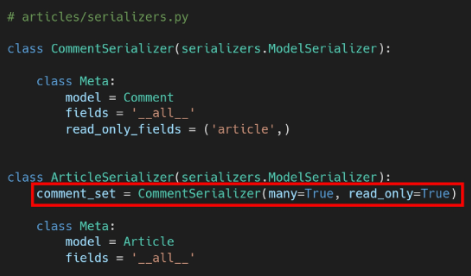 # articles/serializers.py
class CommentSerializer(serializers.ModelSerializer):
    class Meta:
        model = Comment
        fields = '__all__'
        read_only_fields = ('article',)
class ArticleSerializer(serializers.ModelSerializer):
    comment_set = CommentSerializer(many=True, read_only=True)
    class Meta:
        model = Article
        fields = '__all__'